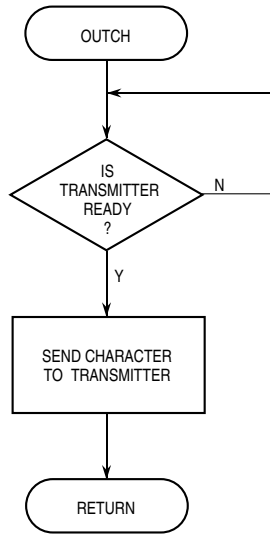 OUTCH
IS
TRANSMITTER
READY
?
N
Y
SEND CHARACTER
TO TRANSMITTER
RETURN